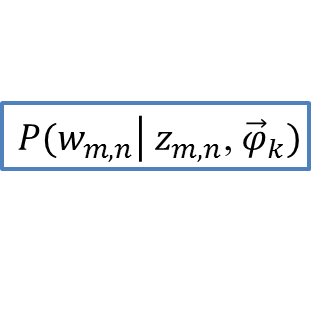 P(w_{m,n}| z_{m,n}, \vec{φ}_k)